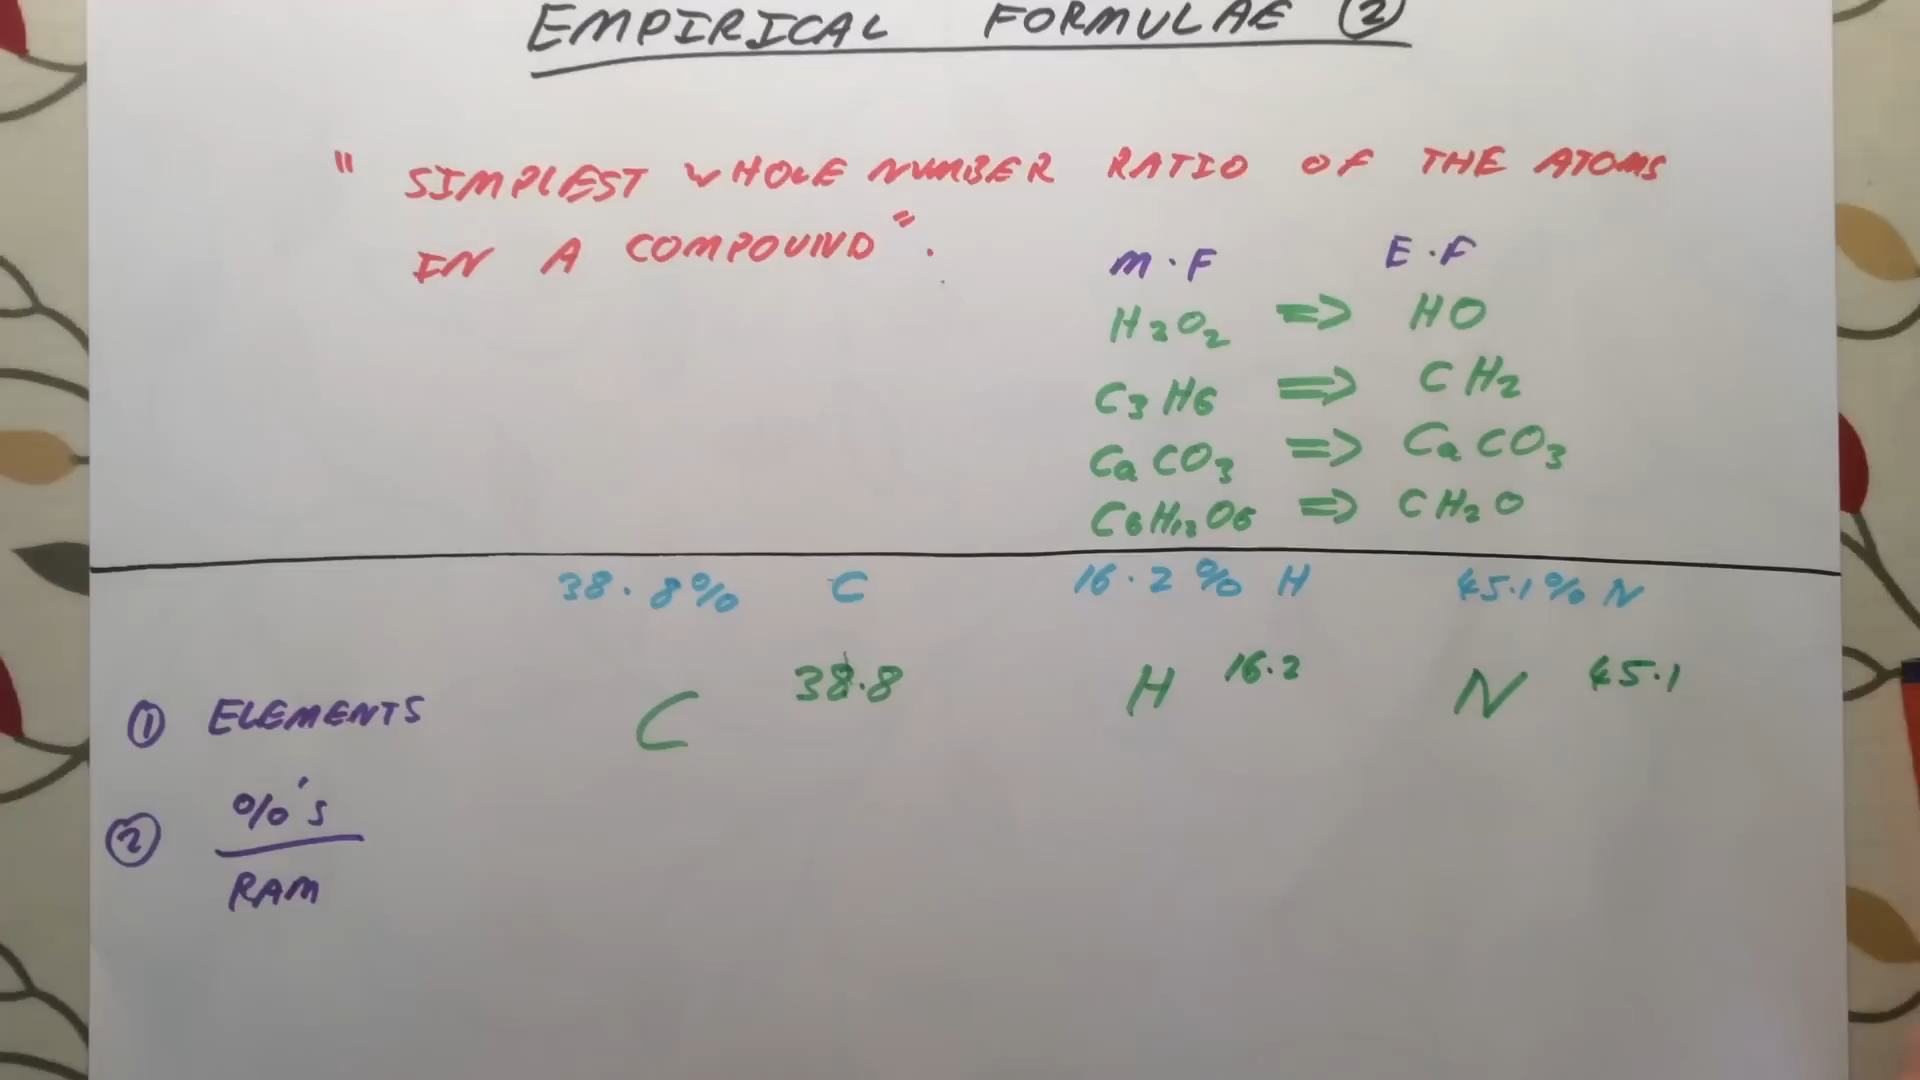 EMPIRICAL FORMULAE ②
" SIMPLEST WHOLE NUMBER RATIO OF THE ATOMS
IN A COMPOUND ".
M.F E.F
H2O2 => HO
C3H6 => CH2
CaCO3 => CaCO3
C6H12O6 => CH2O
38.8% C 16.2% H 45.1% N
① ELEMENTS C 38.8 H 16.2 N 45.1
② %'s
RAM